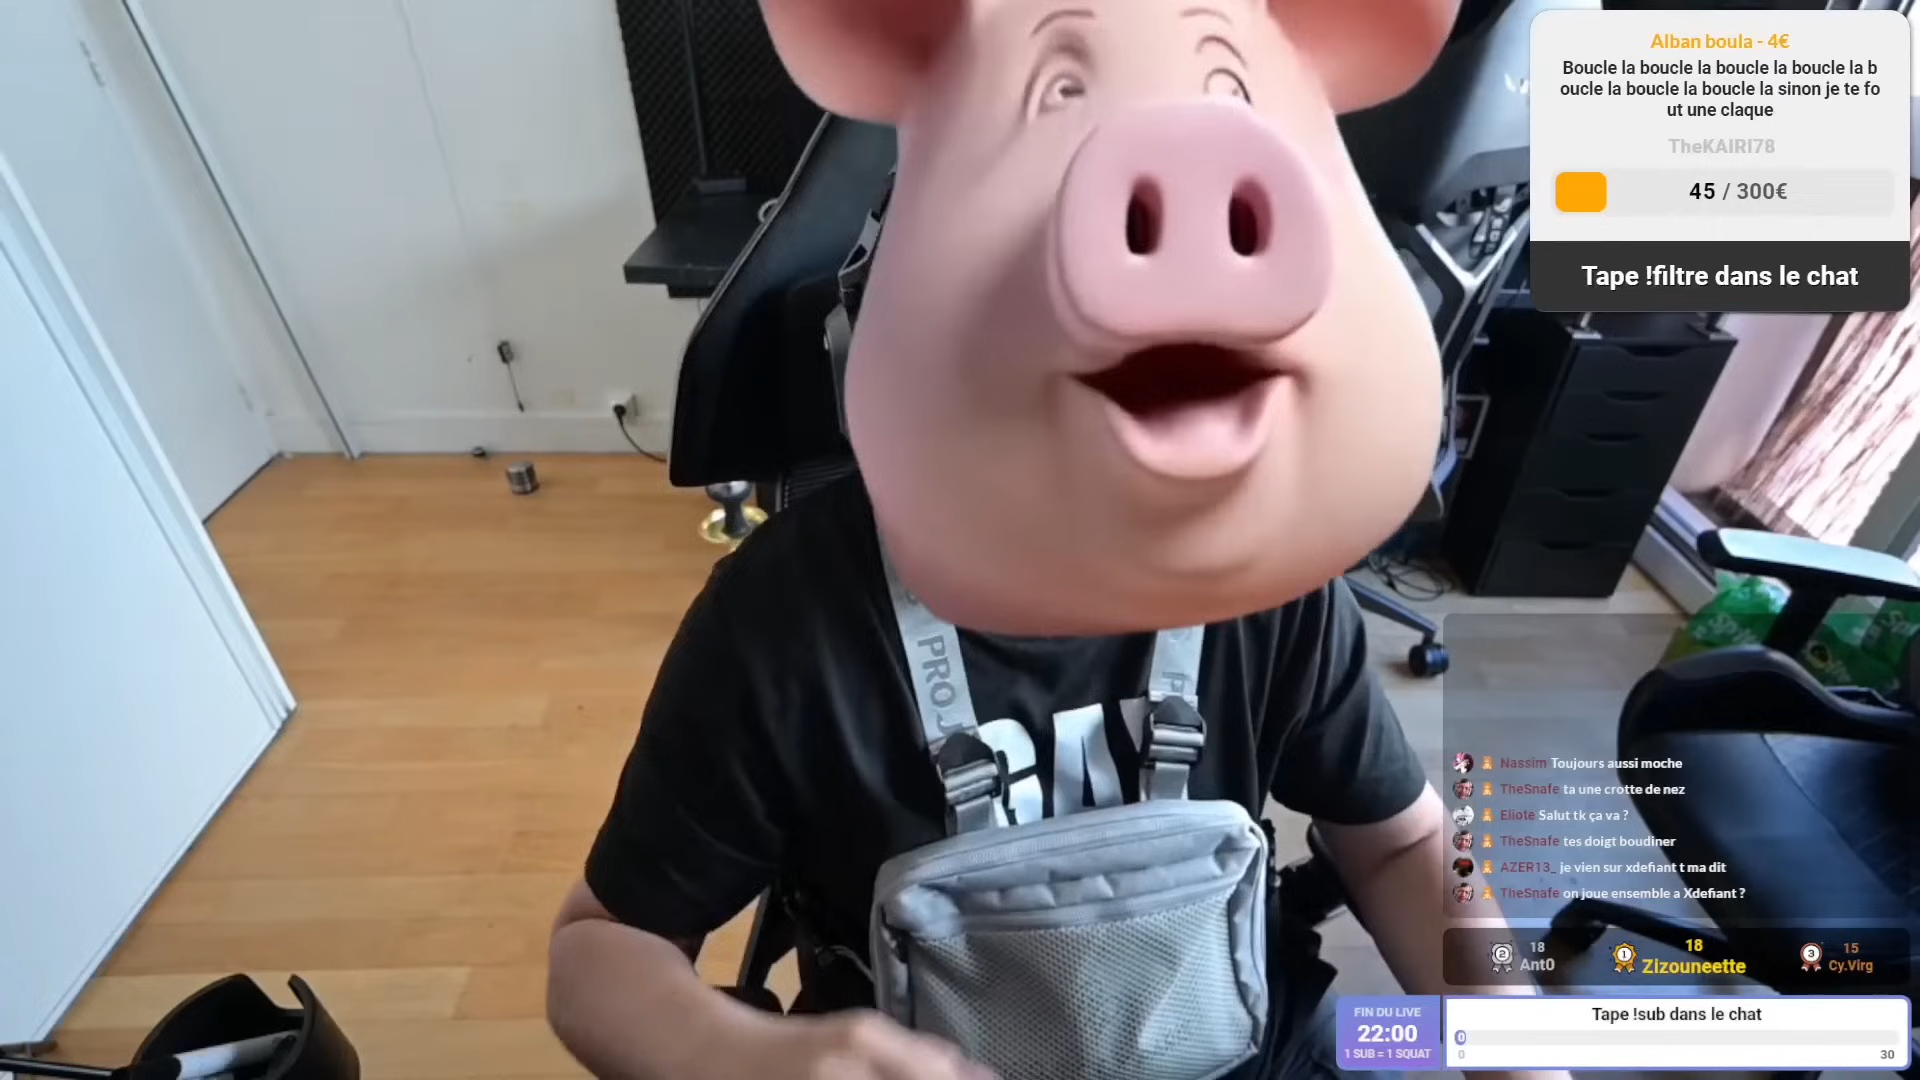 Alban boula - 4€
Boucle la boucle la boucle la boucle la b
oucle la boucle la boucle la sinon je te fo
ut une claque
TheKAIRI78
45 / 300€
Tape !filtre dans le chat
PRO
Nassim Toujours aussi moche
TheSnafe ta une crotte de nez
Eliote Salut tk ça va ?
TheSnafe tes doigt boudiner
AZER13_ je vien sur xdefiant t ma dit
TheSnafe on joue ensemble a Xdefiant ?
2 18 Ant0
1 18 Zizouneette
3 15 Cy.Virg
FIN DU LIVE
22:00
1 SUB = 1 SQUAT
Tape !sub dans le chat
0
0 30